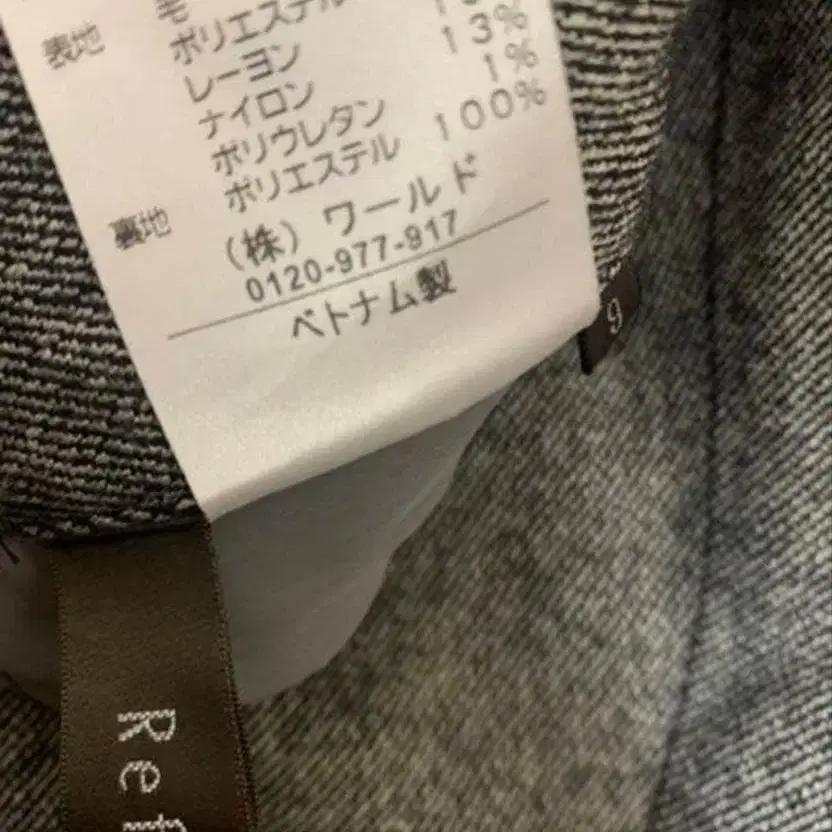 表地 毛
ポリエステル
レーヨン 13%
ナイロン 1%
ポリウレタン
裏地 ポリエステル 100%
(株) ワールド
0120-977-917
ベトナム製
9
Ref